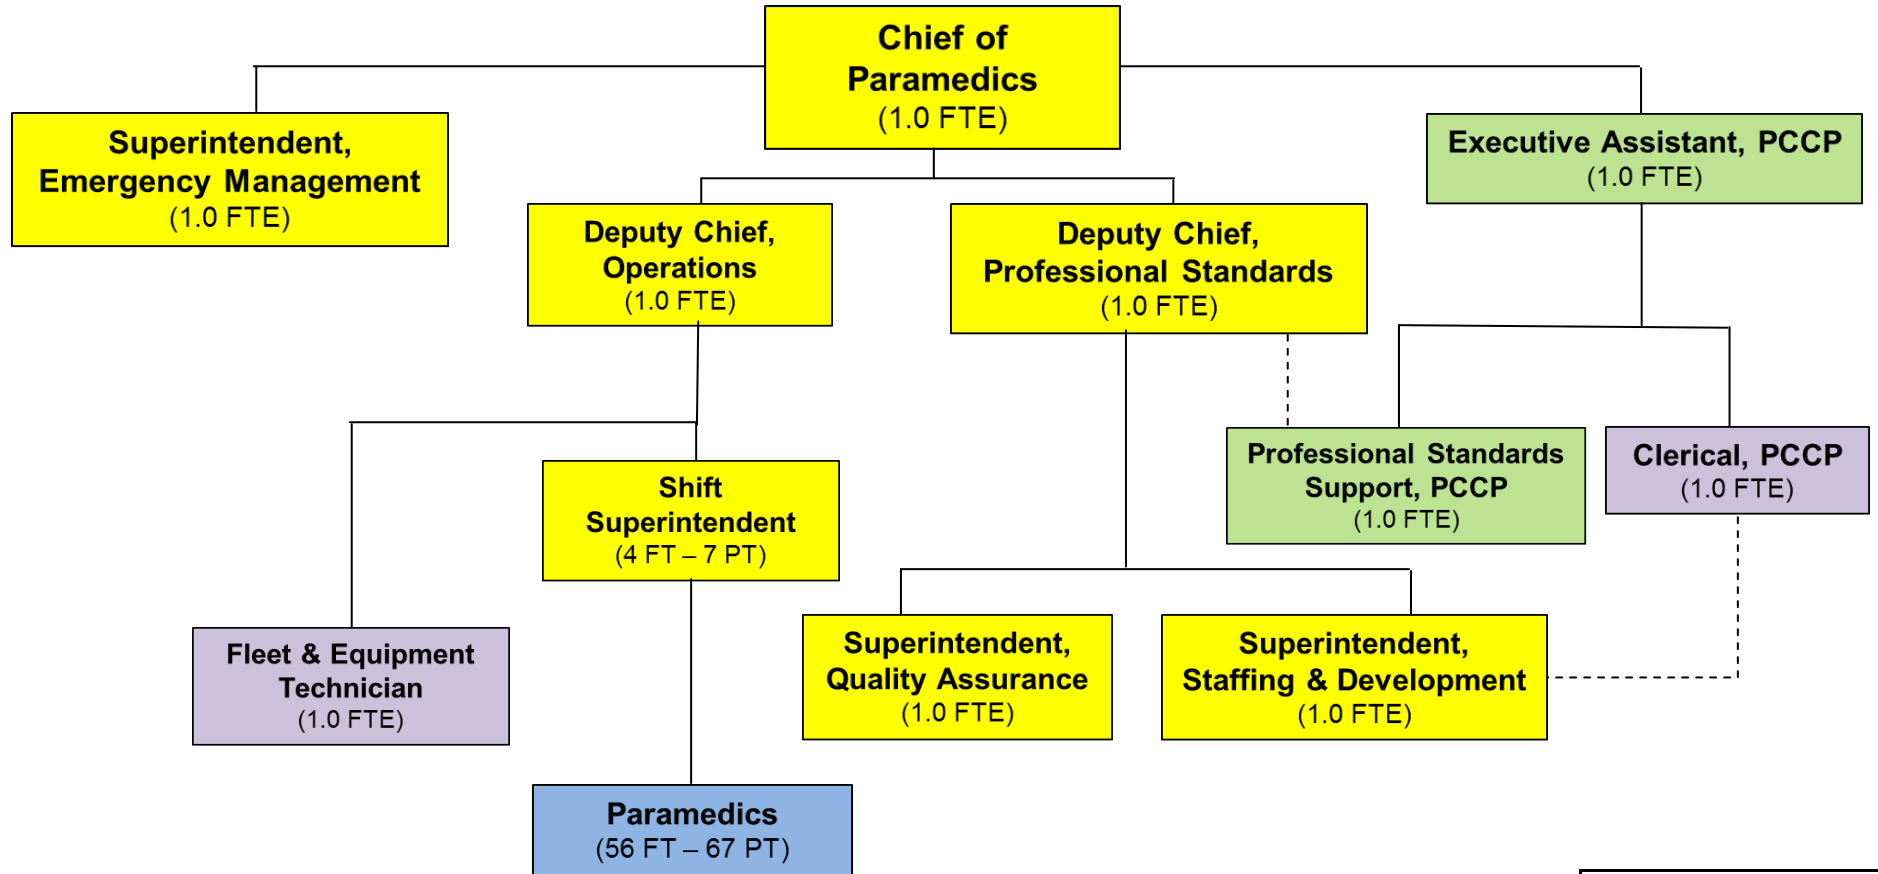 Chief of
Paramedics
(1.0 FTE)
Superintendent,
Emergency Management
(1.0 FTE)
Executive Assistant, PCCP
(1.0 FTE)
Deputy Chief,
Operations
(1.0 FTE)
Deputy Chief,
Professional Standards
(1.0 FTE)
Professional Standards
Support, PCCP
(1.0 FTE)
Clerical, PCCP
(1.0 FTE)
Shift
Superintendent
(4 FT – 7 PT)
Fleet & Equipment
Technician
(1.0 FTE)
Superintendent,
Quality Assurance
(1.0 FTE)
Superintendent,
Staffing & Development
(1.0 FTE)
Paramedics
(56 FT – 67 PT)